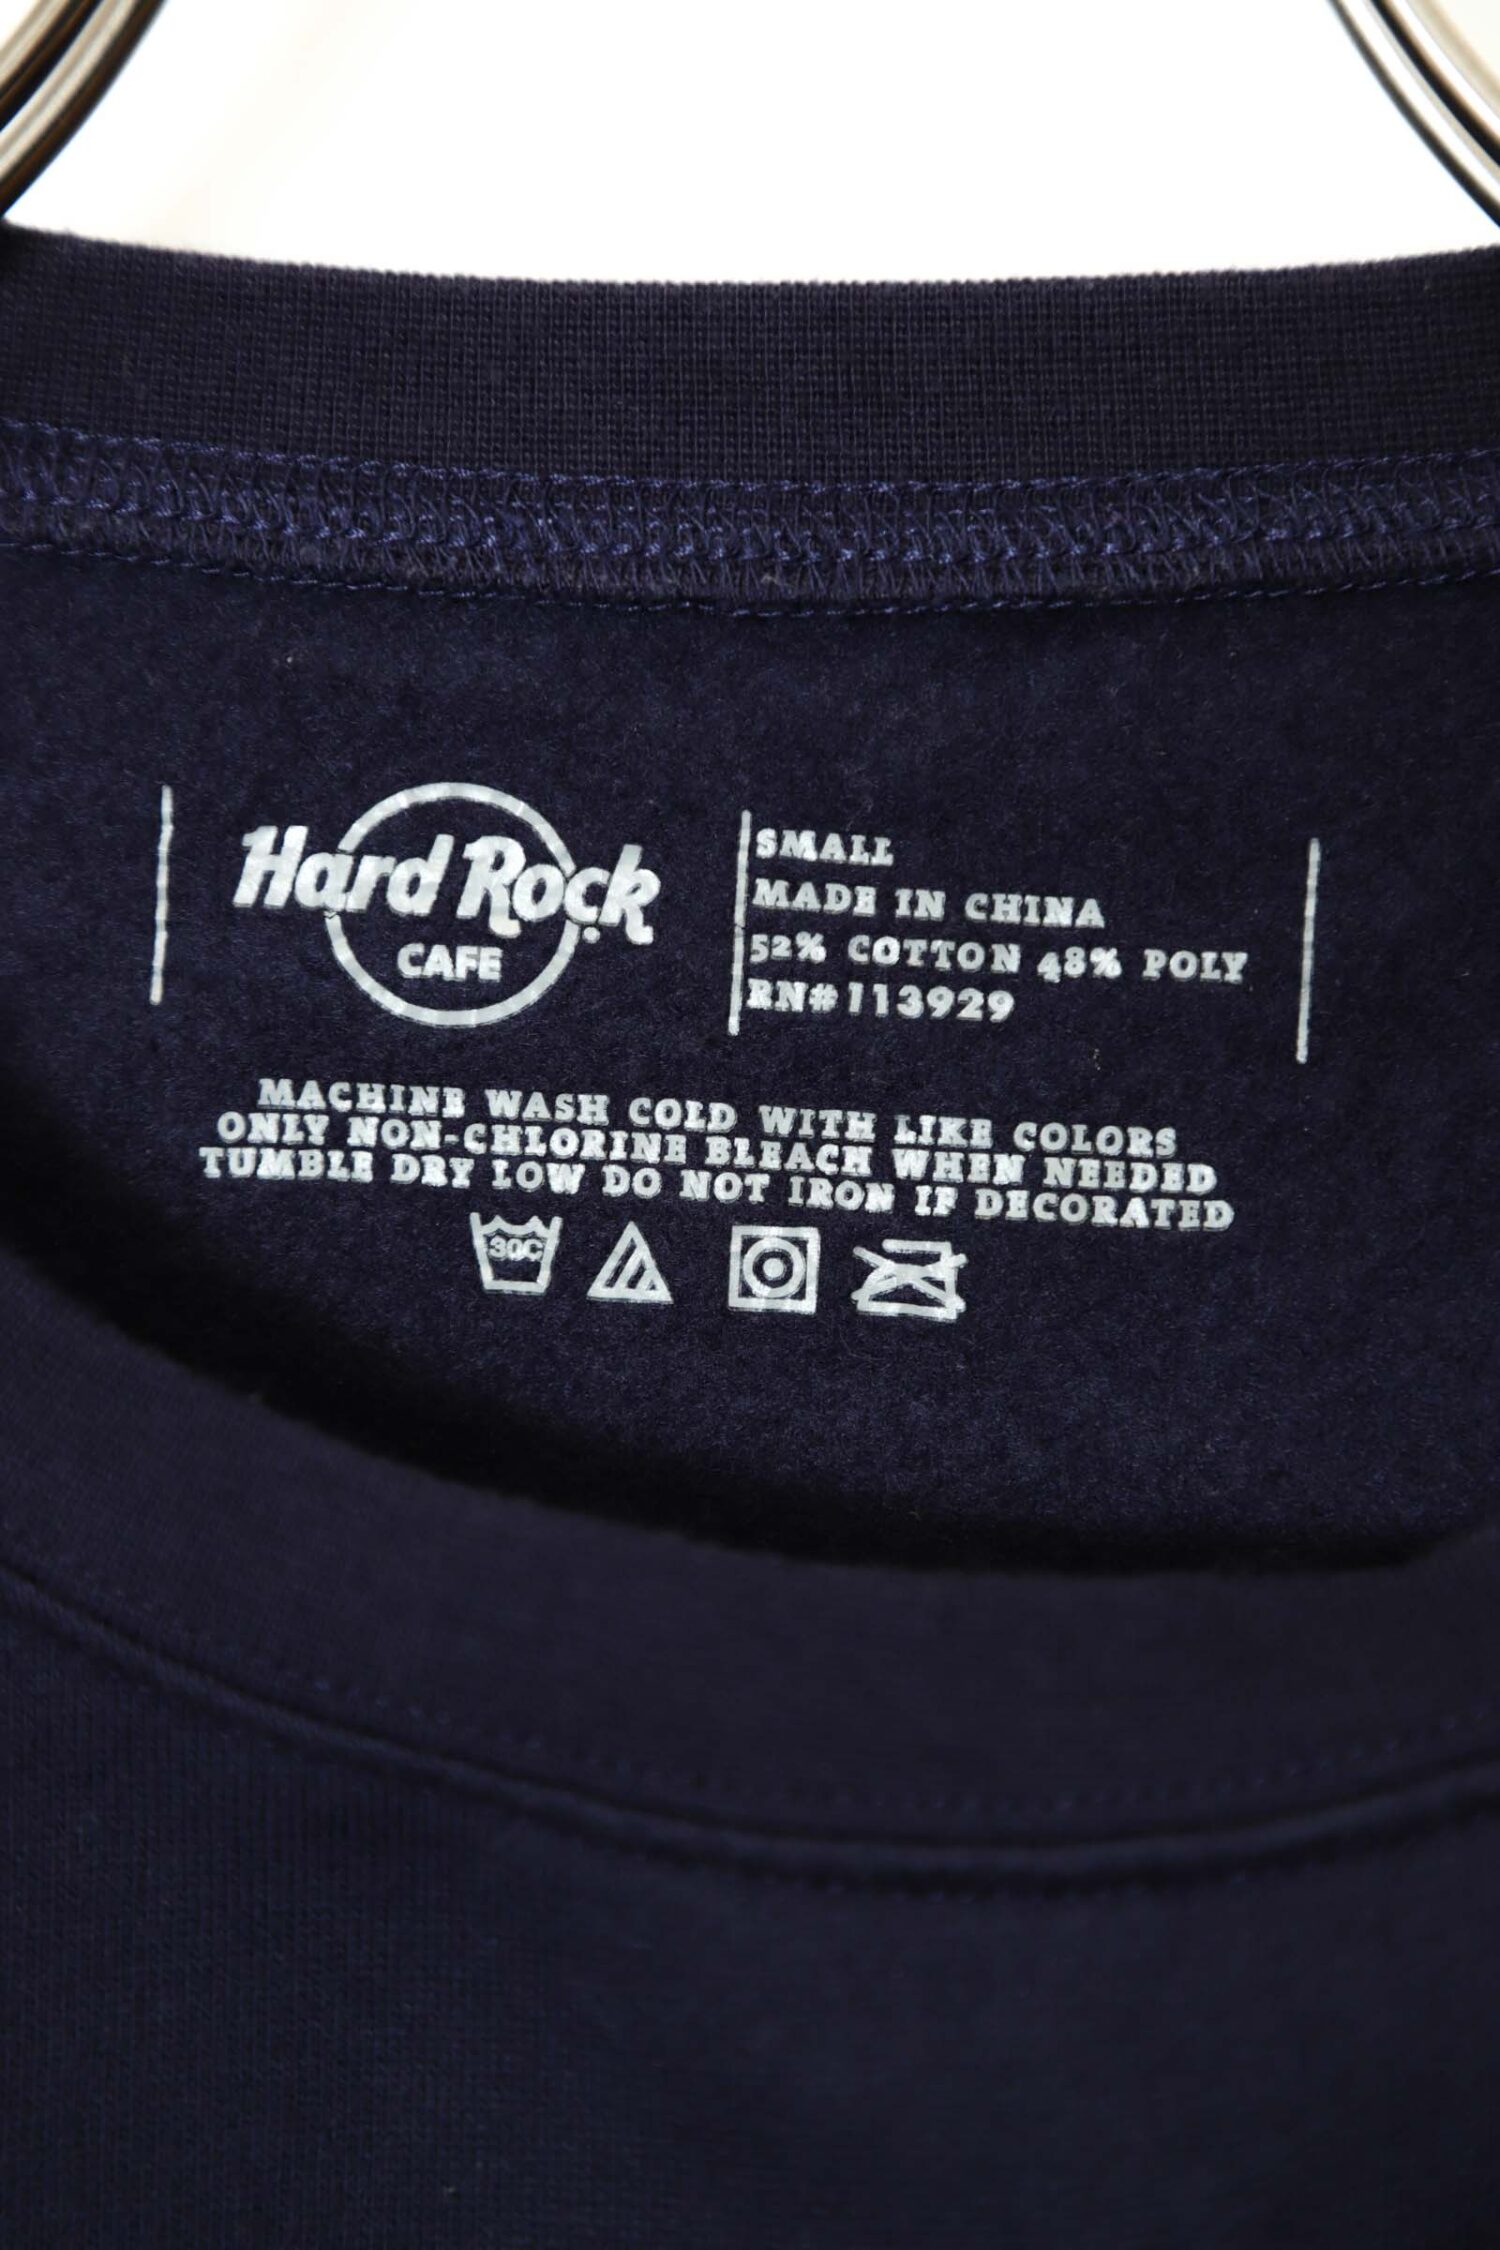 Hard Rock
CAFE
SMALL
MADE IN CHINA
52% COTTON 48% POLY
RN#113929
MACHINE WASH COLD WITH LIKE COLORS
ONLY NON-CHLORINE BLEACH WHEN NEEDED
TUMBLE DRY LOW DO NOT IRON IF DECORATED
30C